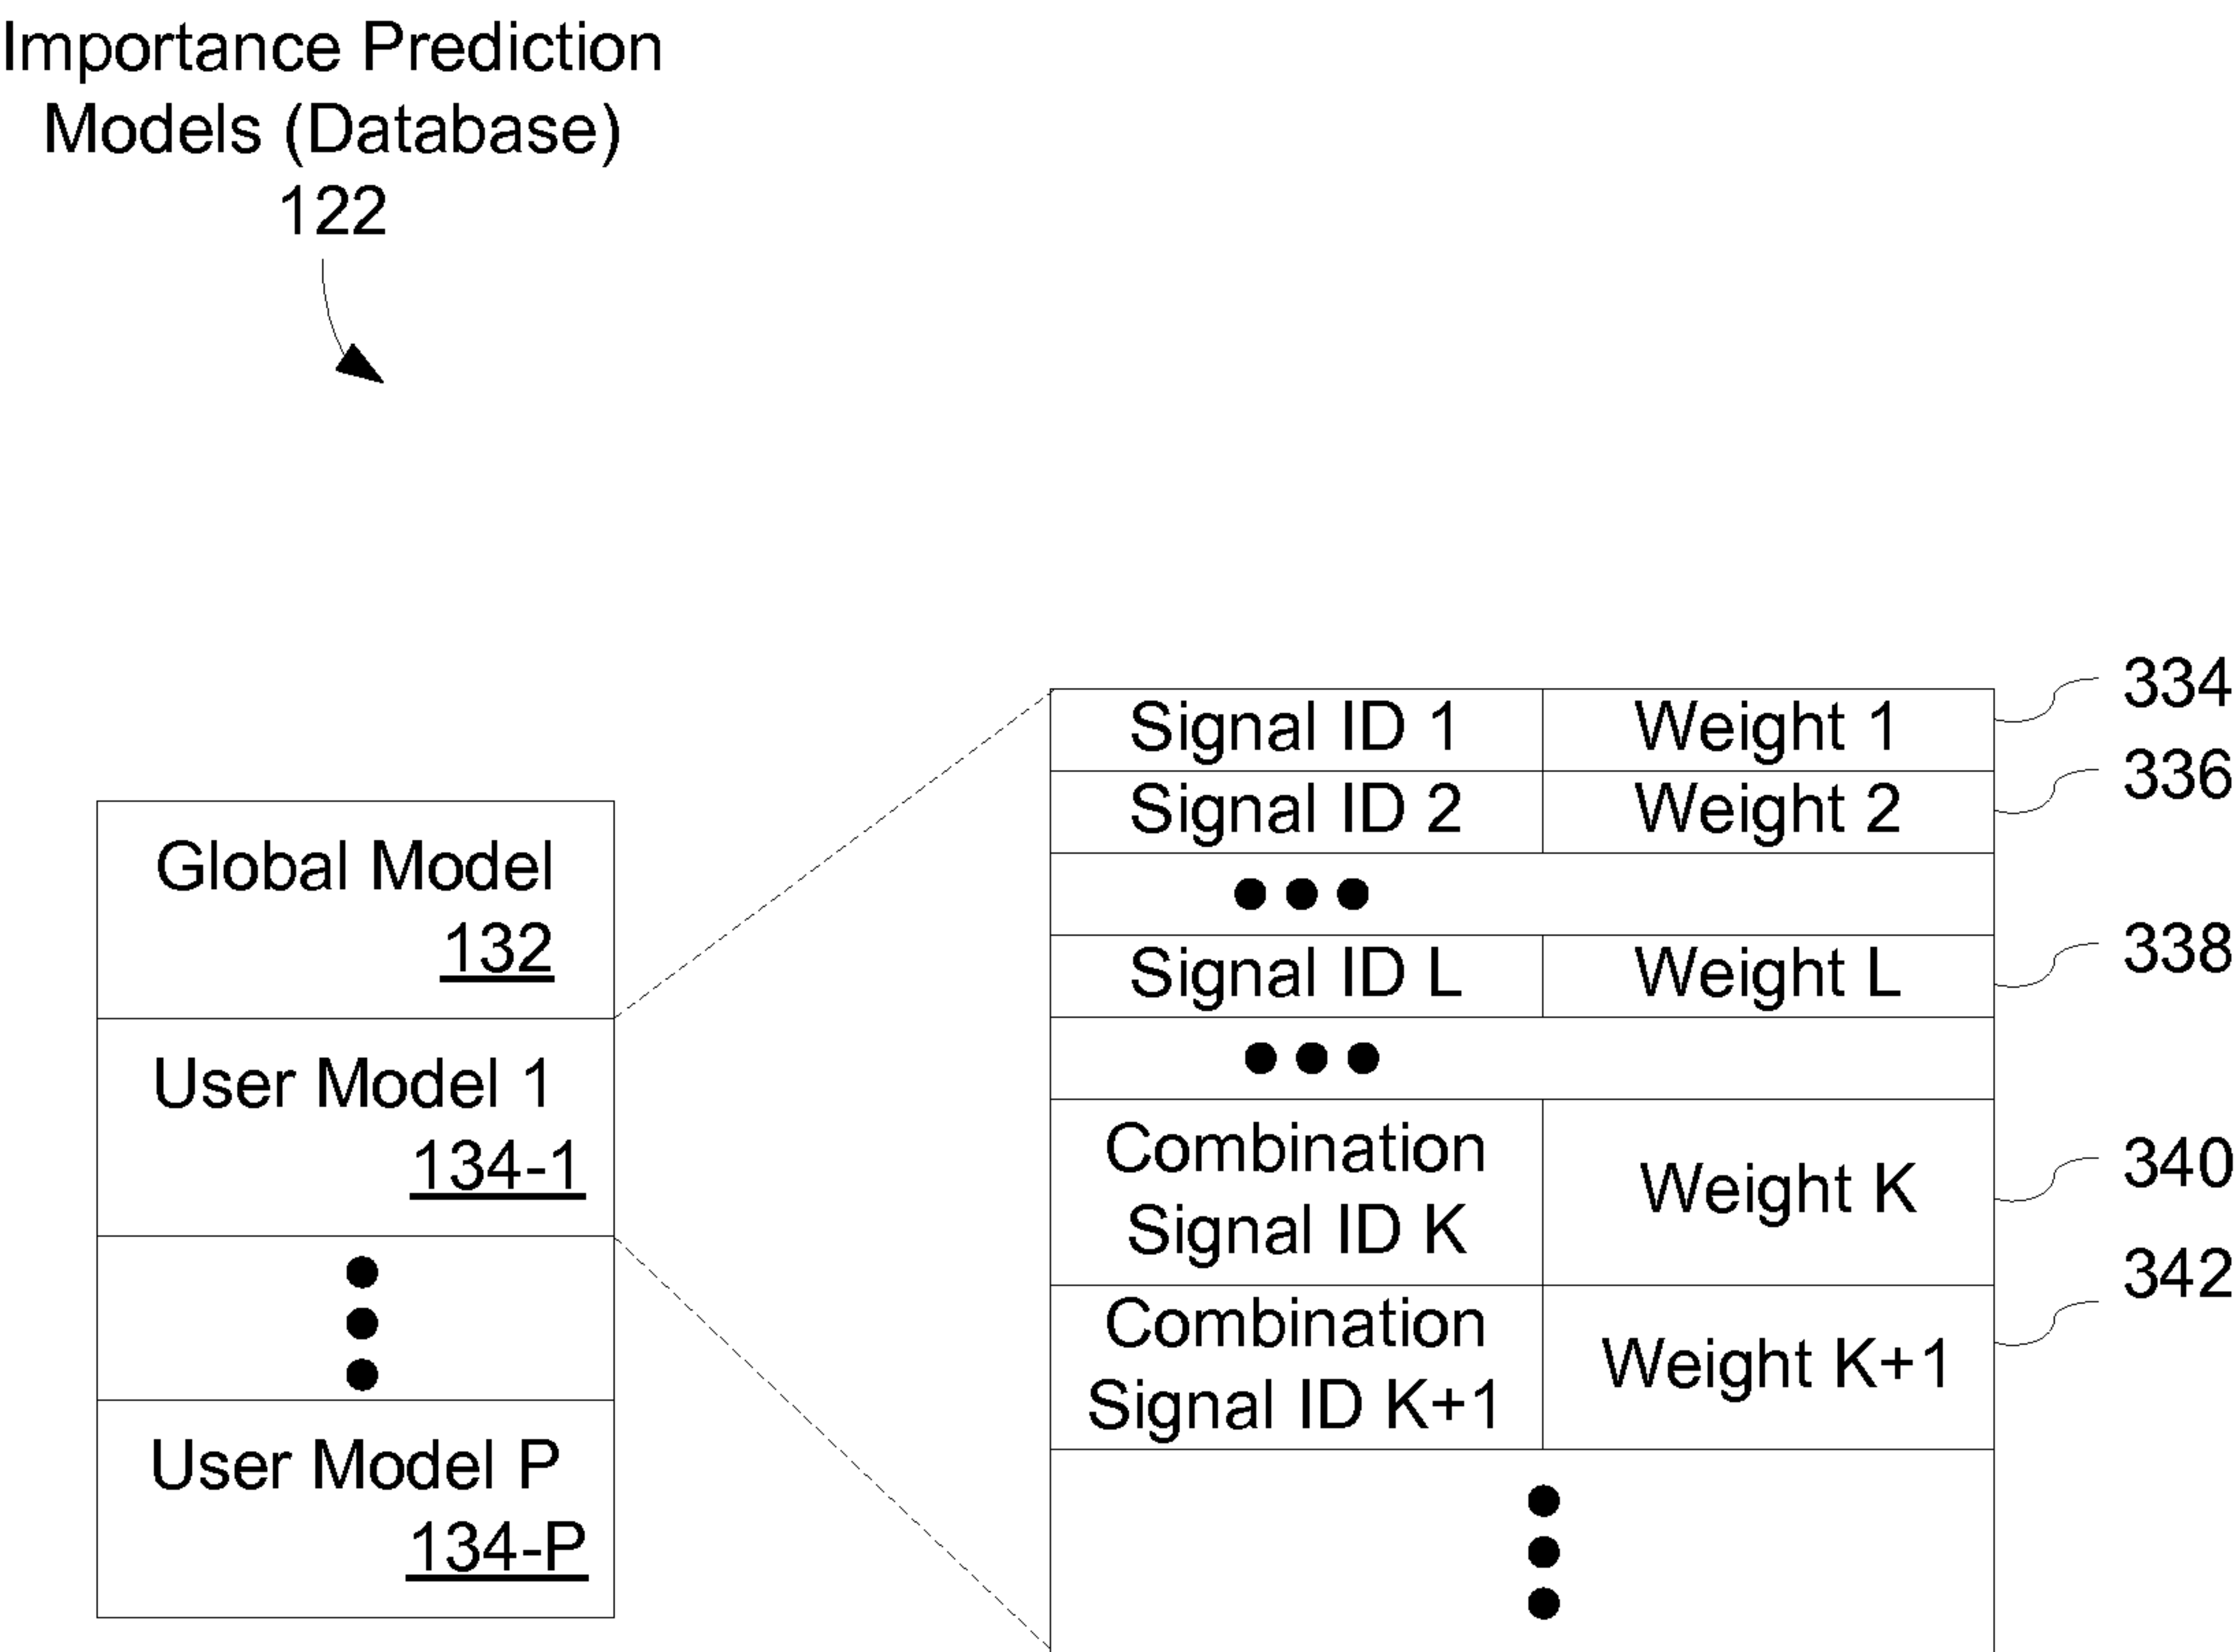 Importance Prediction
Models (Database)
122
Global Model
132
User Model 1
134-1
User Model P
134-P
Signal ID 1 Weight 1 334
Signal ID 2 Weight 2 336
Signal ID L Weight L 338
Combination
Signal ID K
Weight K 340
Combination
Signal ID K+1
Weight K+1 342